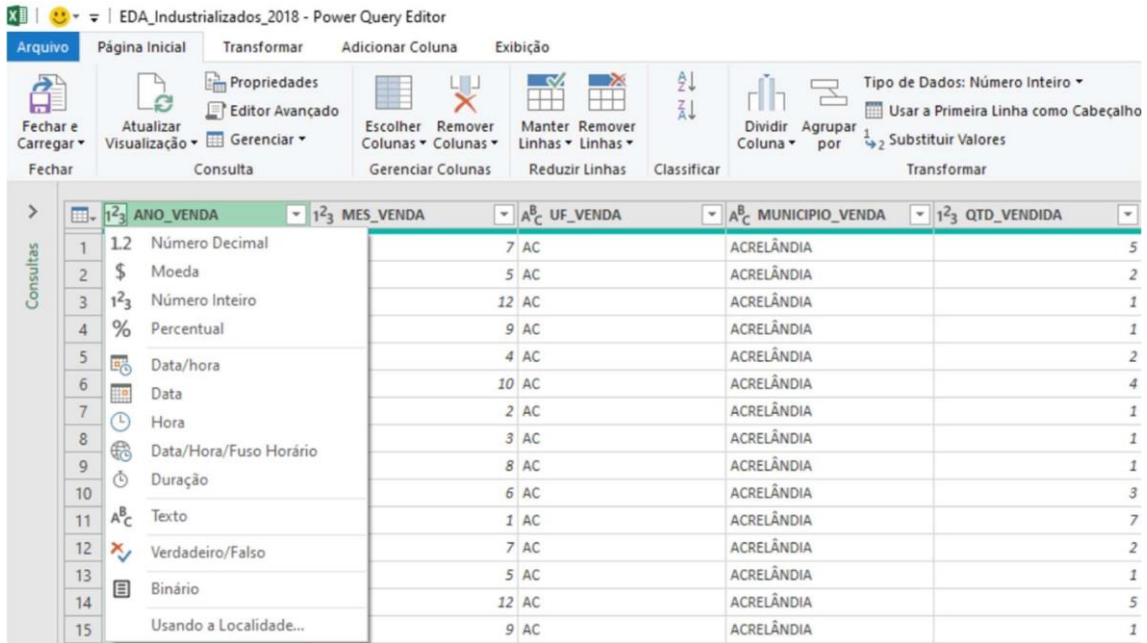 EDA_Industrializados_2018 - Power Query Editor
Arquivo Página Inicial Transformar Adicionar Coluna Exibição
Fechar e Carregar
Fechar
Atualizar Visualização
Propriedades
Editor Avançado
Gerenciar
Consulta
Escolher Colunas
Remover Colunas
Gerenciar Colunas
Manter Linhas
Remover Linhas
Reduzir Linhas
Classificar
Dividir Coluna
Agrupar por
Tipo de Dados: Número Inteiro
Usar a Primeira Linha como Cabeçalho
Substituir Valores
Transformar
Consultas
ANO_VENDA MES_VENDA UF_VENDA MUNICIPIO_VENDA QTD_VENDIDA
1.2 Número Decimal
$ Moeda
123 Número Inteiro
% Percentual
Data/hora
Data
Hora
Data/Hora/Fuso Horário
Duração
ABC Texto
Verdadeiro/Falso
Binário
Usando a Localidade...
1 7 AC ACRELÂNDIA 5
2 5 AC ACRELÂNDIA 2
3 12 AC ACRELÂNDIA 1
4 9 AC ACRELÂNDIA 1
5 4 AC ACRELÂNDIA 2
6 10 AC ACRELÂNDIA 4
7 2 AC ACRELÂNDIA 1
8 3 AC ACRELÂNDIA 1
9 8 AC ACRELÂNDIA 1
10 6 AC ACRELÂNDIA 3
11 1 AC ACRELÂNDIA 7
12 7 AC ACRELÂNDIA 2
13 5 AC ACRELÂNDIA 1
14 12 AC ACRELÂNDIA 5
15 9 AC ACRELÂNDIA 1